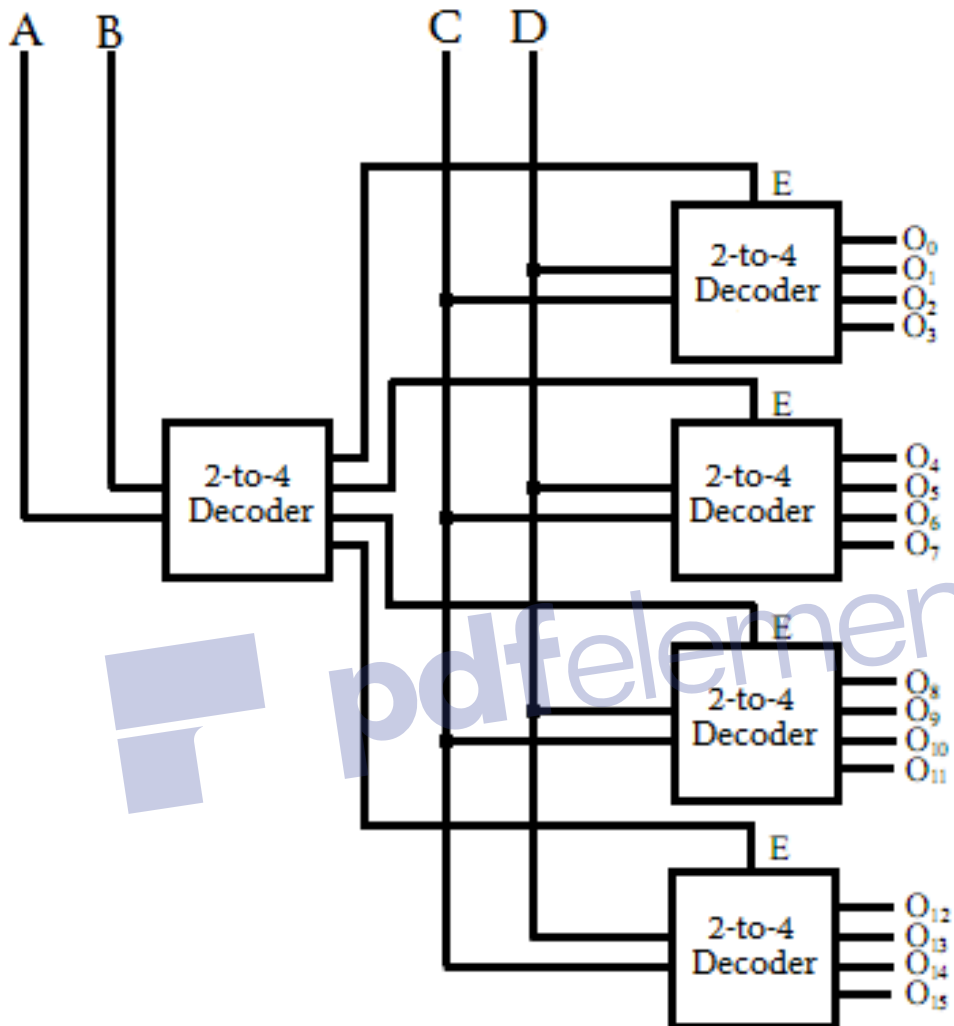 A B C D
E
2-to-4
Decoder
O₀
O₁
O₂
O₃
E
2-to-4
Decoder
O₄
O₅
O₆
O₇
2-to-4
Decoder
E
2-to-4
Decoder
O₈
O₉
O₁₀
O₁₁
E
2-to-4
Decoder
O₁₂
O₁₃
O₁₄
O₁₅
pdfelemen